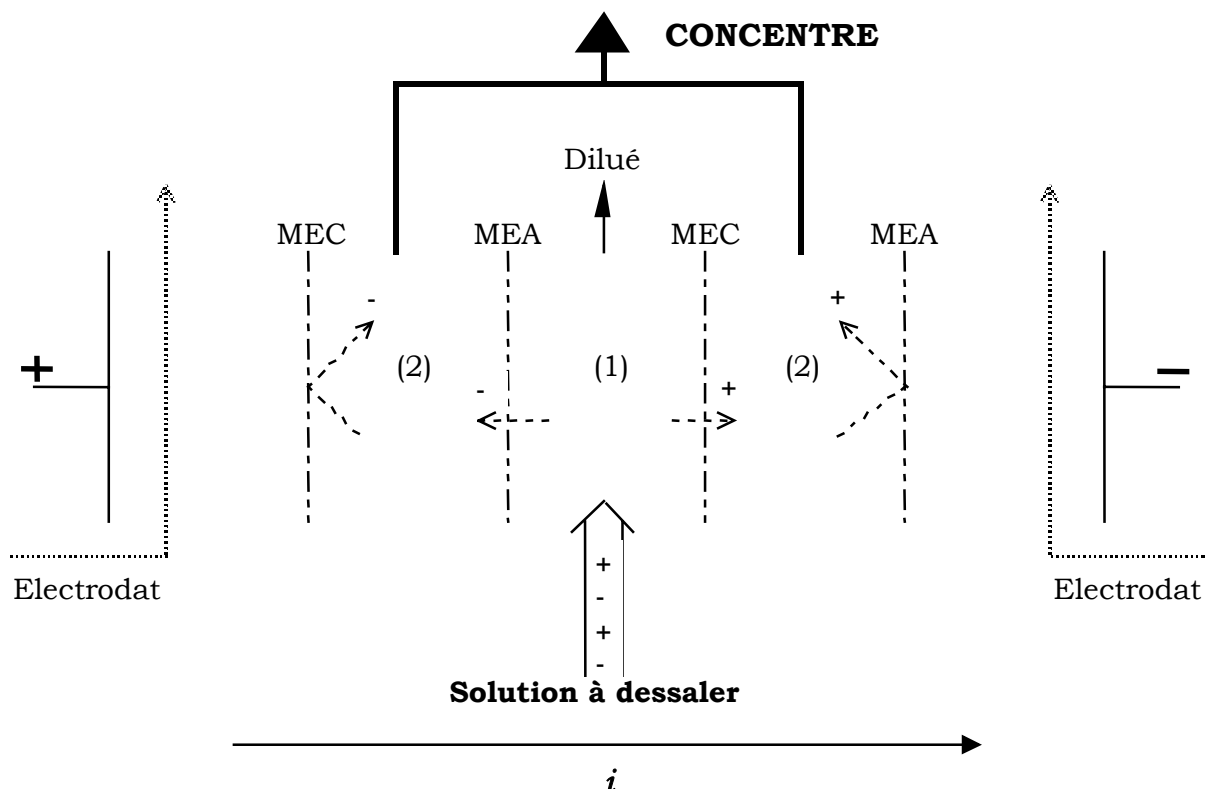 CONCENTRE
Dilué
MEC MEA MEC MEA
- +
+ (2) (1) (2) -
- +
+
-
+
-
Electrodat Electrodat
Solution à dessaler
i